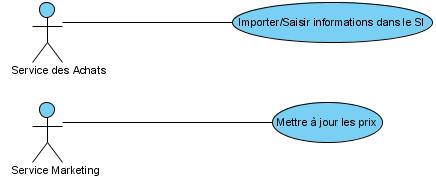 Importer/Saisir informations dans le SI
Service des Achats
Mettre à jour les prix
Service Marketing